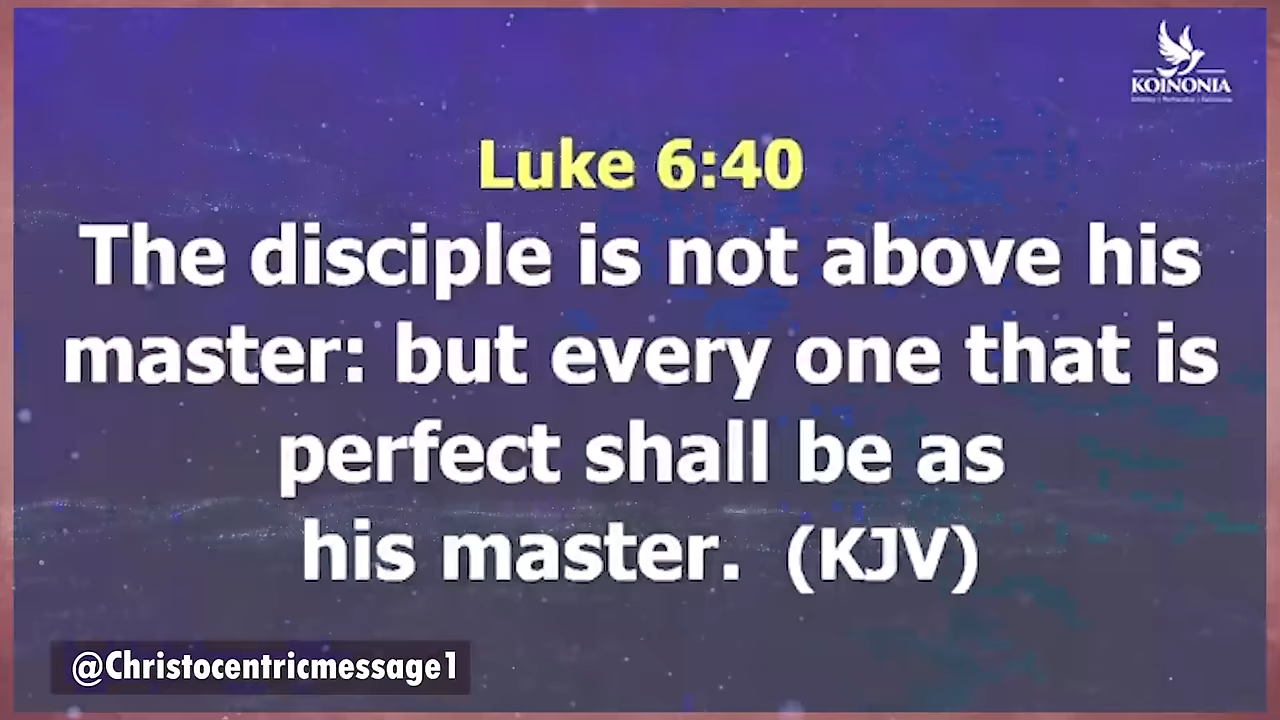 KOINONIA
Luke 6:40
The disciple is not above his
master: but every one that is
perfect shall be as
his master. (KJV)
@Christocentricmessage1